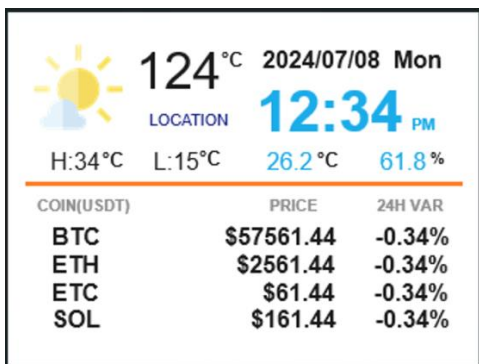 124°C 2024/07/08 Mon
LOCATION 12:34 PM
H:34°C L:15°C 26.2°C 61.8%
COIN(USDT) PRICE 24H VAR
BTC $57561.44 -0.34%
ETH $2561.44 -0.34%
ETC $61.44 -0.34%
SOL $161.44 -0.34%